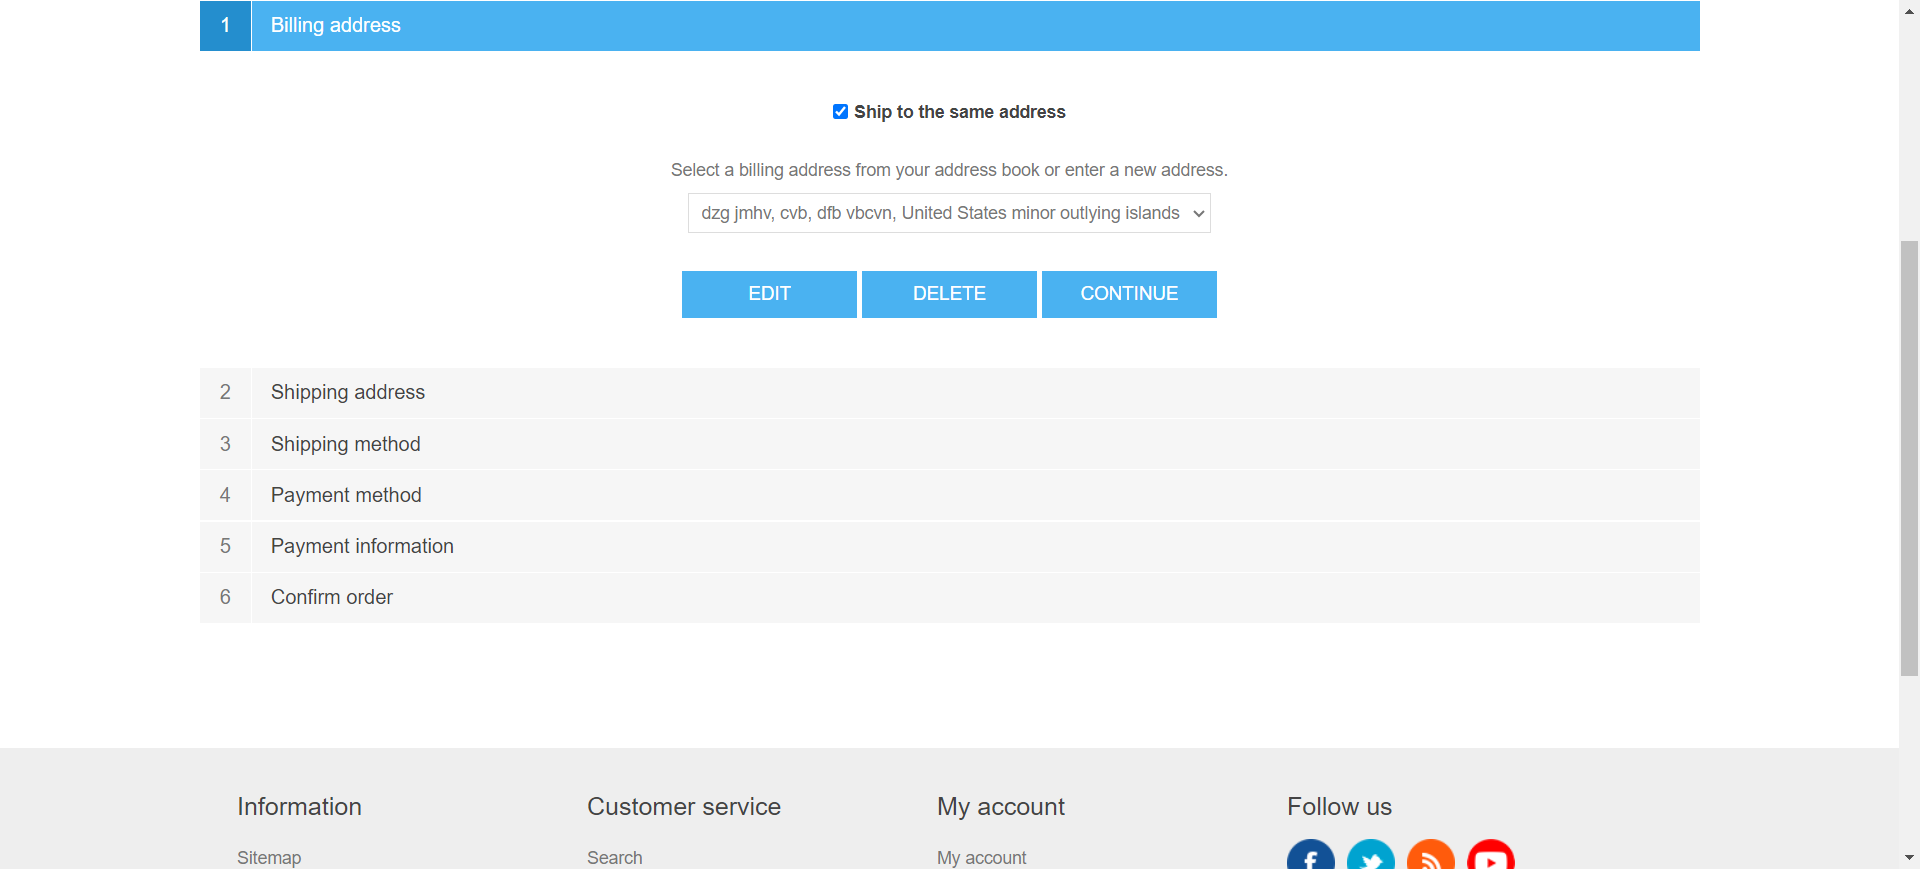 1 Billing address
Ship to the same address
Select a billing address from your address book or enter a new address.
dzg jmhv, cvb, dfb vbcvn, United States minor outlying islands
EDIT DELETE CONTINUE
2 Shipping address
3 Shipping method
4 Payment method
5 Payment information
6 Confirm order
Information Customer service My account Follow us
Sitemap Search My account